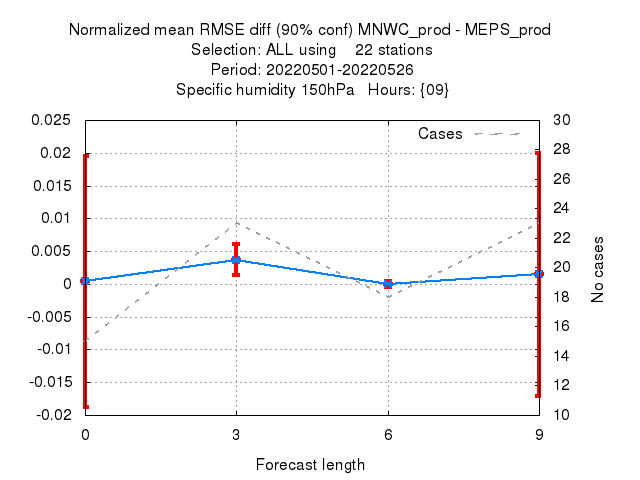 Normalized mean RMSE diff (90% conf) MNWC_prod - MEPS_prod
Selection: ALL using 22 stations
Period: 20220501-20220526
Specific humidity 150hPa Hours: {09}
Cases
0.025
0.02
0.015
0.01
0.005
0
-0.005
-0.01
-0.015
-0.02
30
28
26
24
22
20
18
16
14
12
10
No cases
0 3 6 9
Forecast length